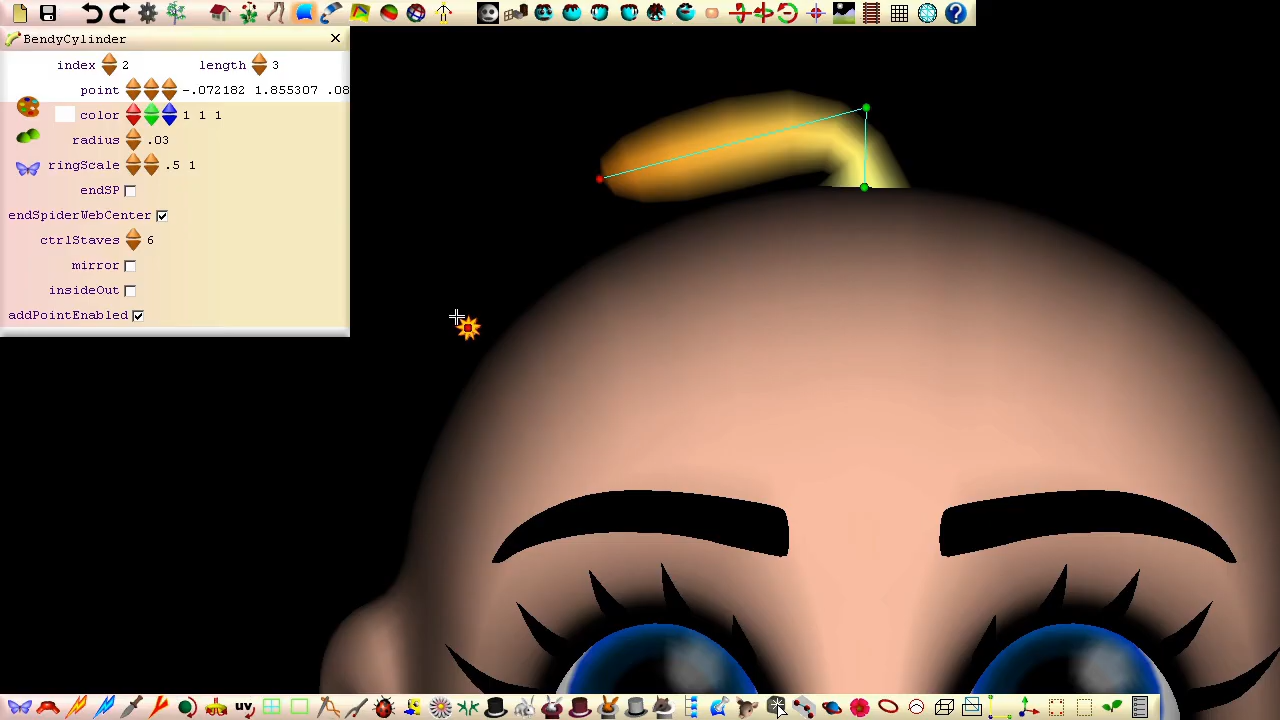 BendyCylinder
index 2 length 3
point -.072182 1.855307 .08
color 1 1 1
radius .03
ringScale .5 1
endSP
endSpiderWebCenter
ctrlStaves 6
mirror
insideOut
addPointEnabled
uv